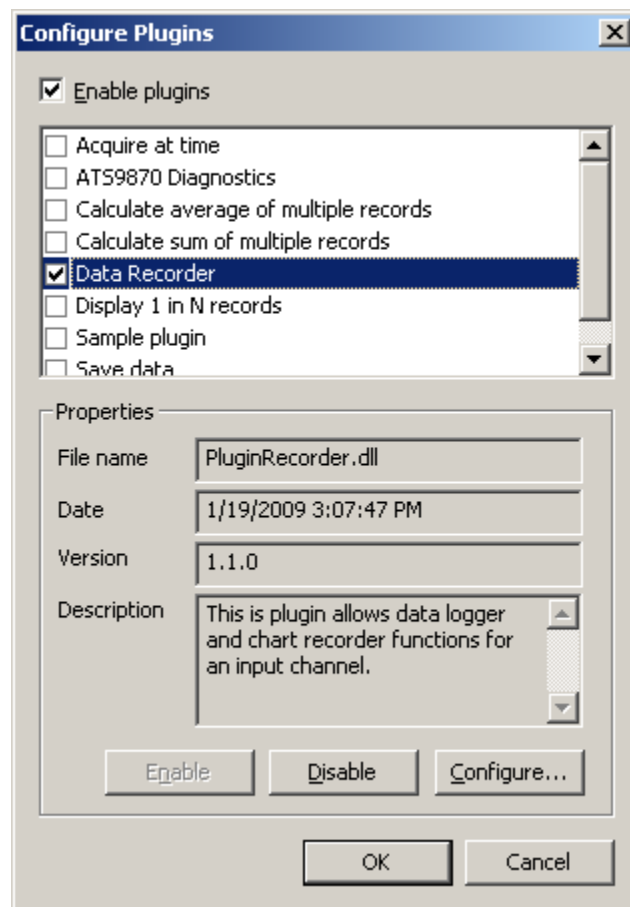 Configure Plugins
Enable plugins
Acquire at time
ATS9870 Diagnostics
Calculate average of multiple records
Calculate sum of multiple records
Data Recorder
Display 1 in N records
Sample plugin
Save data
Properties
File name PluginRecorder.dll
Date 1/19/2009 3:07:47 PM
Version 1.1.0
Description This is plugin allows data logger
and chart recorder functions for
an input channel.
Enable Disable Configure...
OK Cancel